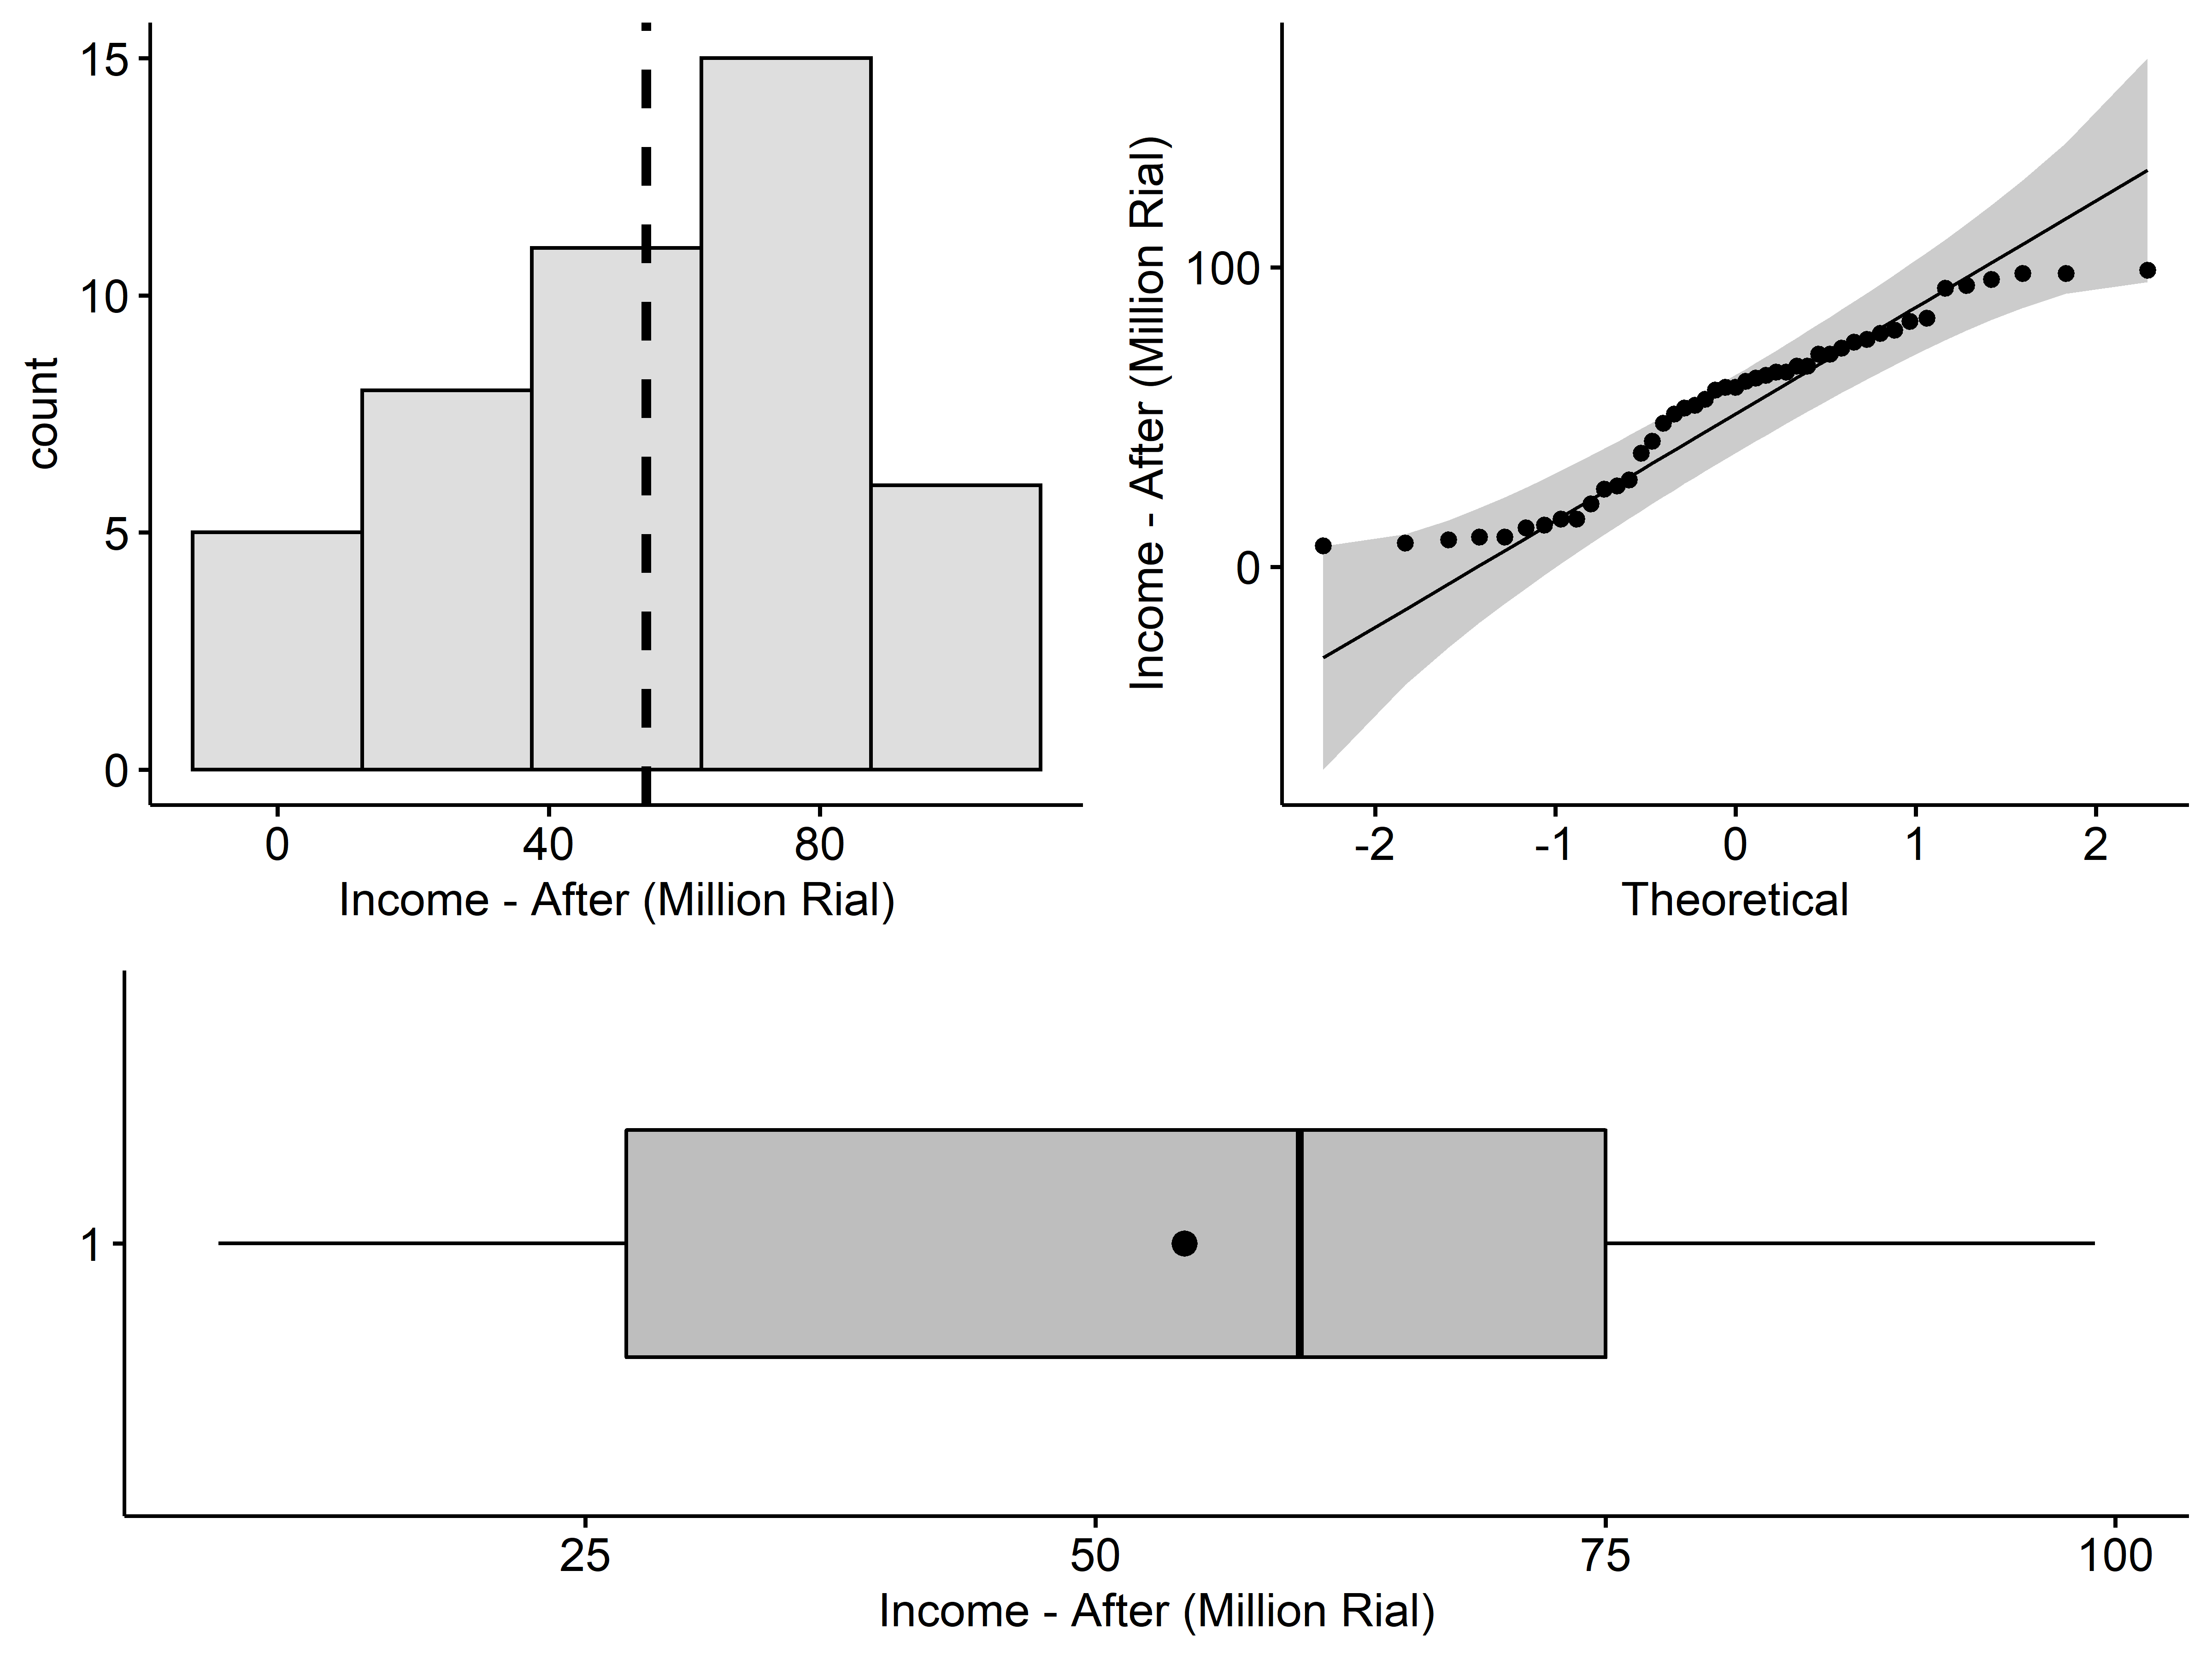 15
10
5
0
count
0 40 80
Income - After (Million Rial)
100
0
Income - After (Million Rial)
-2 -1 0 1 2
Theoretical
1
25 50 75 100
Income - After (Million Rial)